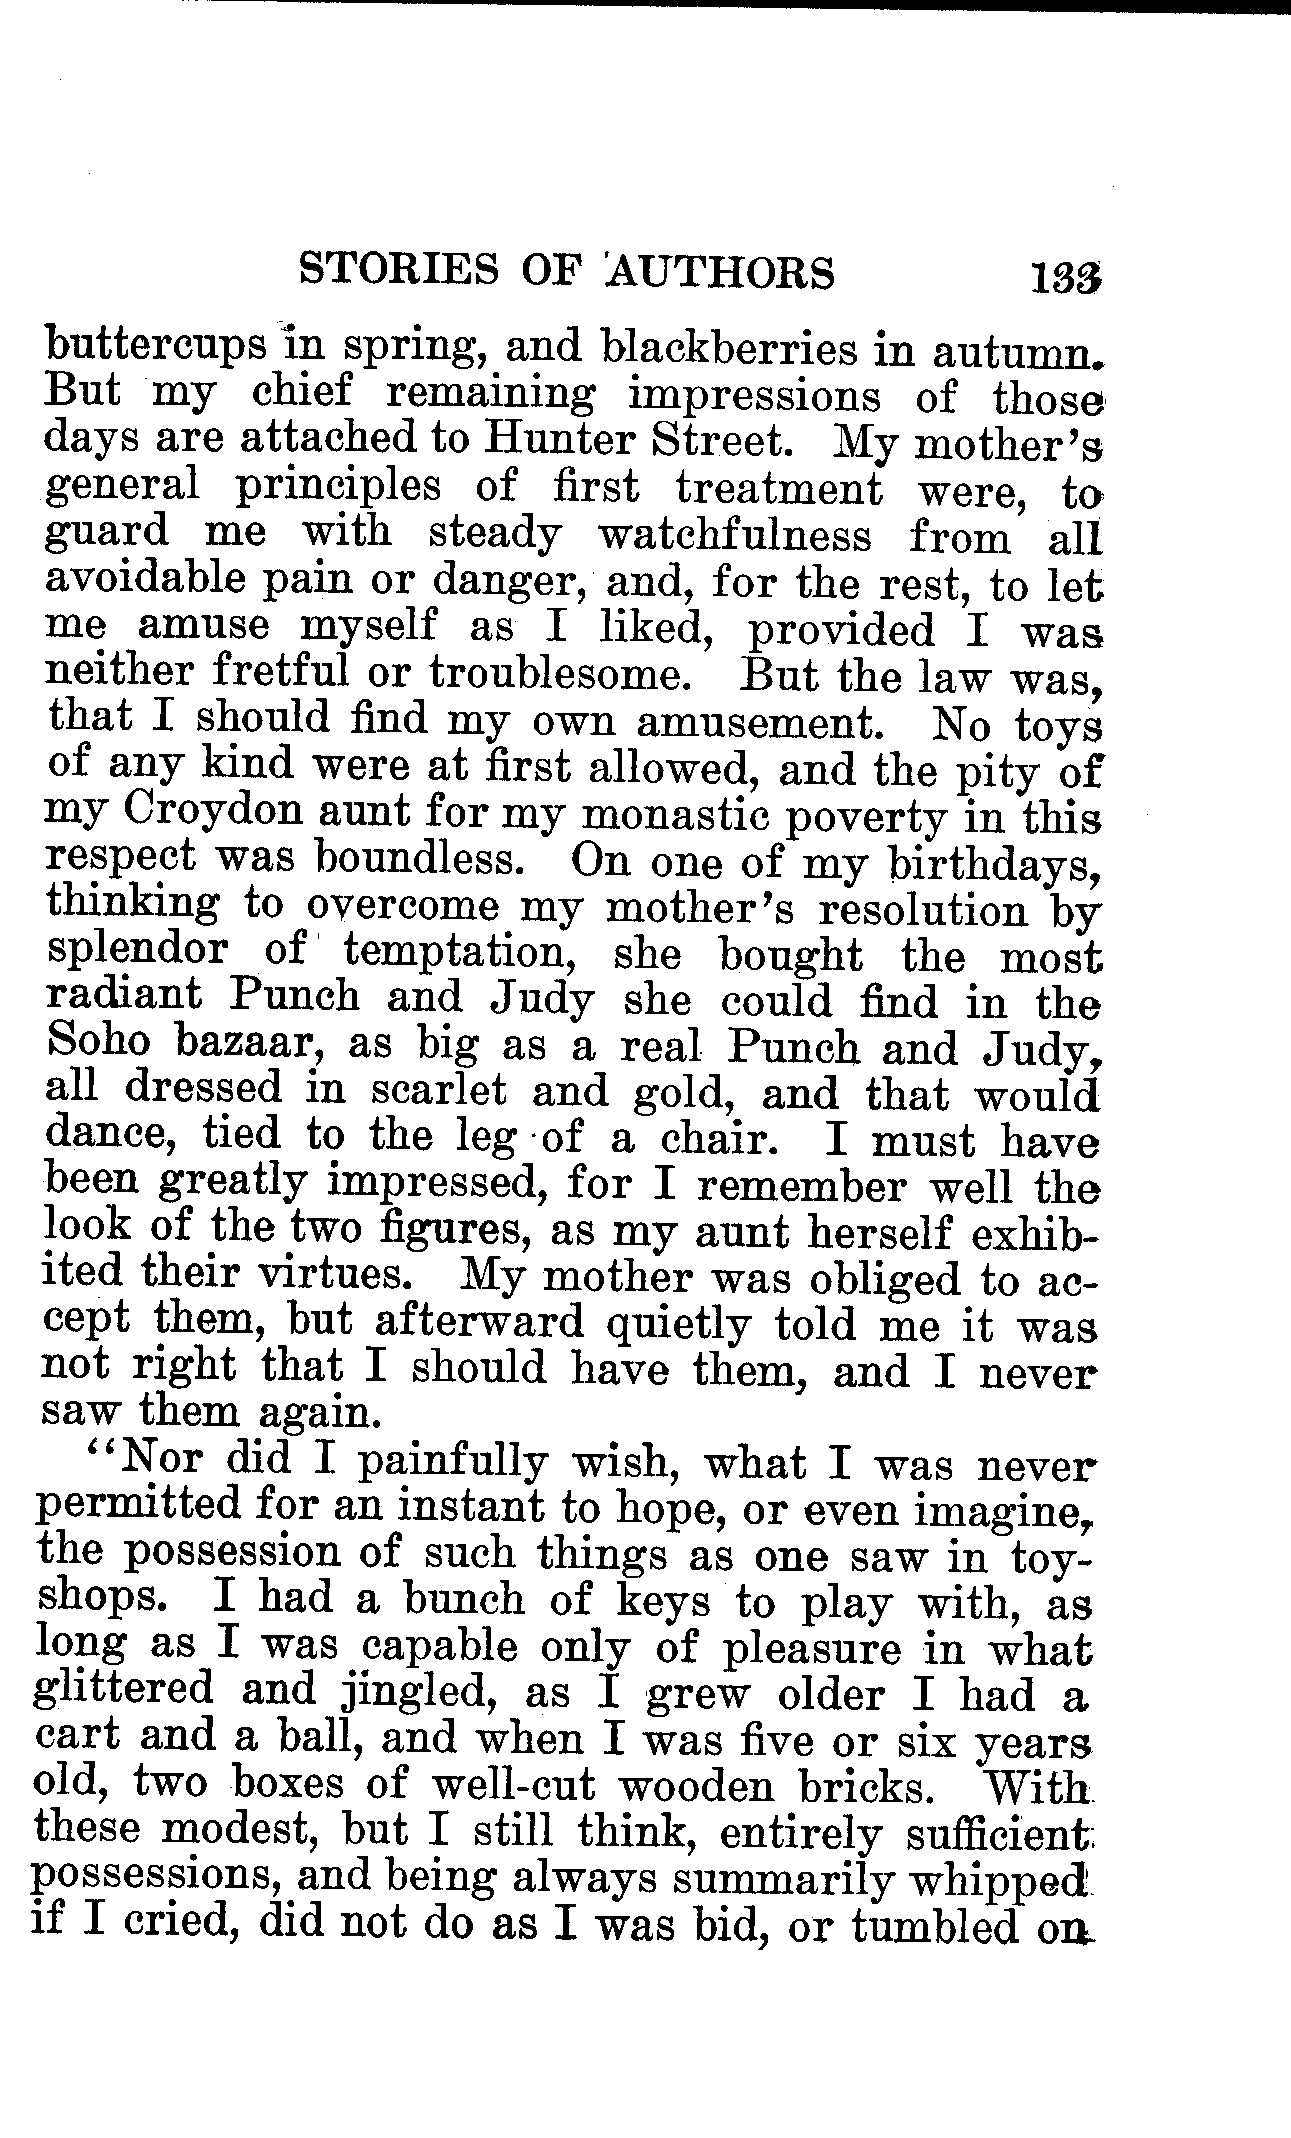 STORIES OF AUTHORS 133
buttercups in spring, and blackberries in autumn.
But my chief remaining impressions of those
days are attached to Hunter Street. My mother's
general principles of first treatment were, to
guard me with steady watchfulness from all
avoidable pain or danger, and, for the rest, to let
me amuse myself as I liked, provided I was
neither fretful or troublesome. But the law was,
that I should find my own amusement. No toys
of any kind were at first allowed, and the pity of
my Croydon aunt for my monastic poverty in this
respect was boundless. On one of my birthdays,
thinking to overcome my mother's resolution by
splendor of temptation, she bought the most
radiant Punch and Judy she could find in the
Soho bazaar, as big as a real Punch and Judy,
all dressed in scarlet and gold, and that would
dance, tied to the leg of a chair. I must have
been greatly impressed, for I remember well the
look of the two figures, as my aunt herself exhib-
ited their virtues. My mother was obliged to ac-
cept them, but afterward quietly told me it was
not right that I should have them, and I never
saw them again.
"Nor did I painfully wish, what I was never
permitted for an instant to hope, or even imagine,
the possession of such things as one saw in toy-
shops. I had a bunch of keys to play with, as
long as I was capable only of pleasure in what
glittered and jingled, as I grew older I had a
cart and a ball, and when I was five or six years
old, two boxes of well-cut wooden bricks. With
these modest, but I still think, entirely sufficient
possessions, and being always summarily whipped
if I cried, did not do as I was bid, or tumbled on